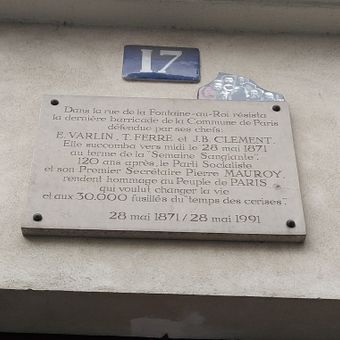 17
Dans la rue de la Fontaine-au-Roi résista
la dernière barricade de la Commune de Paris
défendue par ses chefs:
E. VARLIN, T. FERRE et J.B. CLEMENT.
Elle succomba vers midi le 28 mai 1871
au terme de la "Semaine Sanglante".
120 ans après, le Parti Socialiste
et son Premier Secrétaire Pierre MAUROY
rendent hommage au Peuple de PARIS
qui voulut changer la vie
et aux 30.000 fusillés du "temps des cerises".
28 mai 1871 / 28 mai 1991